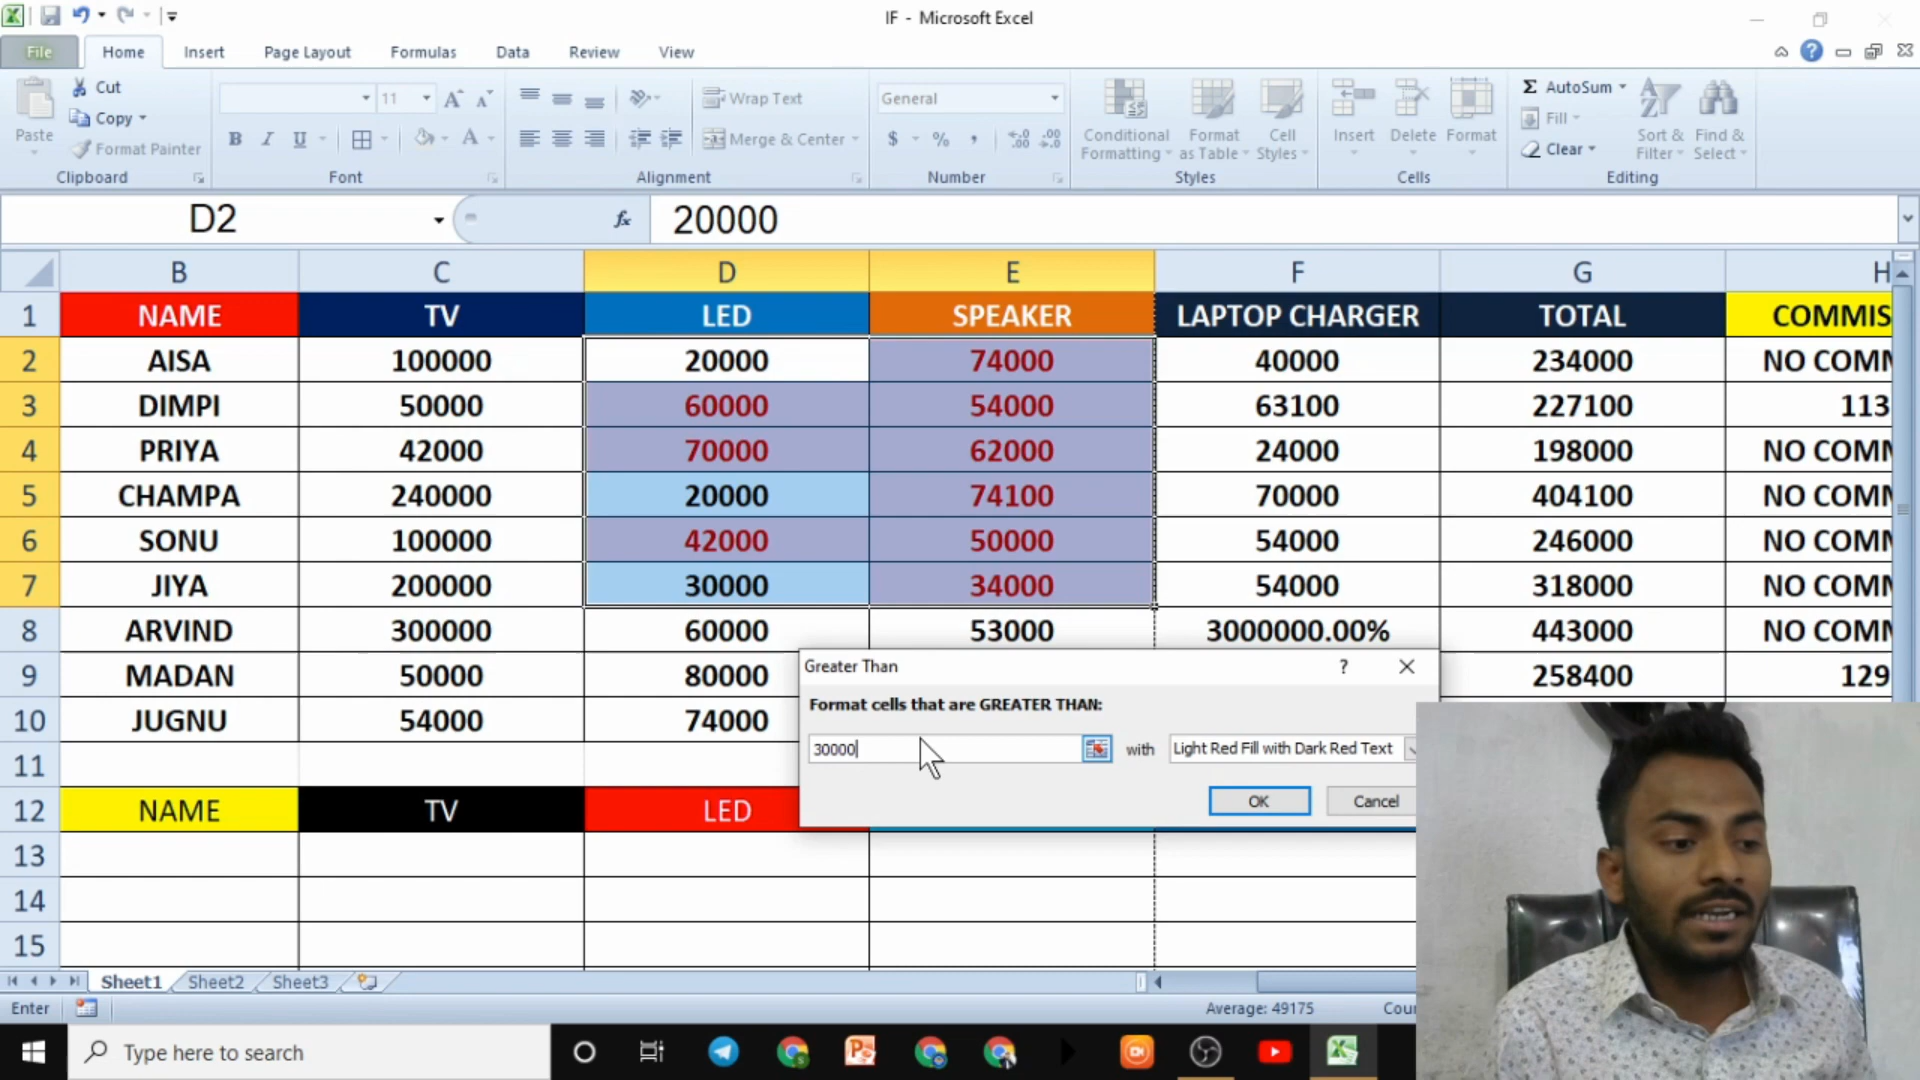 IF - Microsoft Excel
File Home Insert Page Layout Formulas Data Review View
Cut
Copy
Format Painter
Paste
Clipboard
11
B I U
Font
Wrap Text
Merge & Center
Alignment
General
$ % ,
Number
Conditional Formatting
Format as Table
Cell Styles
Styles
Insert Delete Format
Cells
AutoSum
Fill
Clear
Sort & Filter
Find & Select
Editing
D2 fx 20000
B C D E F G H
1 NAME TV LED SPEAKER LAPTOP CHARGER TOTAL COMMIS
2 AISA 100000 20000 74000 40000 234000 NO COMM
3 DIMPI 50000 60000 54000 63100 227100 113
4 PRIYA 42000 70000 62000 24000 198000 NO COMM
5 CHAMPA 240000 20000 74100 70000 404100 NO COMM
6 SONU 100000 42000 50000 54000 246000 NO COMM
7 JIYA 200000 30000 34000 54000 318000 NO COMM
8 ARVIND 300000 60000 53000 3000000.00% 443000 NO COMM
9 MADAN 50000 80000 258400 129
10 JUGNU 54000 74000
11
12 NAME TV LED
13
14
15
Greater Than ?
Format cells that are GREATER THAN:
30000 with Light Red Fill with Dark Red Text
OK Cancel
Sheet1 Sheet2 Sheet3
Enter Average: 49175 Cou
Type here to search